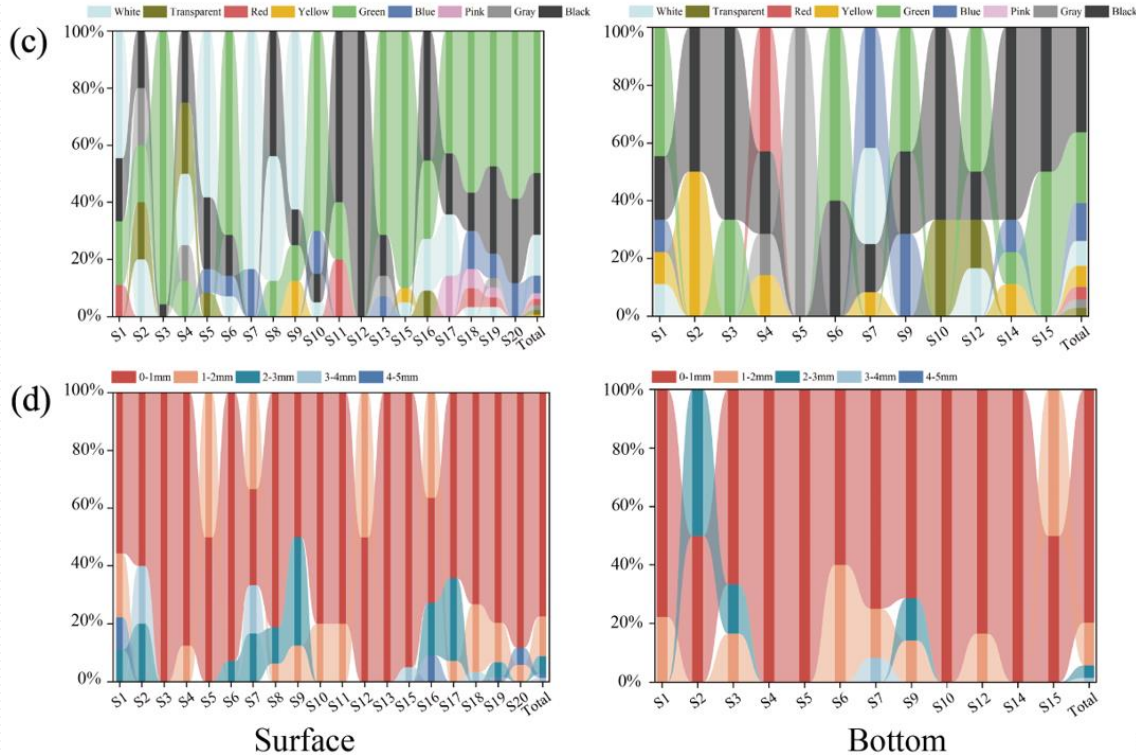 White Transparent Red Yellow Green Blue Pink Gray Black
White Transparent Red Yellow Green Blue Pink Gray Black
(c)
100%
80%
60%
40%
20%
0%
S1 S2 S3 S4 S5 S6 S7 S8 S9 S10 S11 S12 S13 S15 S16 S17 S18 S19 S20 Total
100%
80%
60%
40%
20%
0%
S1 S2 S3 S4 S5 S6 S7 S9 S10 S12 S14 S15 Total
0-1mm 1-2mm 2-3mm 3-4mm 4-5mm
0-1mm 1-2mm 2-3mm 3-4mm 4-5mm
(d)
100%
80%
60%
40%
20%
0%
S1 S2 S3 S4 S5 S6 S7 S8 S9 S10 S11 S12 S13 S15 S16 S17 S18 S19 S20 Total
100%
80%
60%
40%
20%
0%
S1 S2 S3 S4 S5 S6 S7 S9 S10 S12 S14 S15 Total
Surface
Bottom